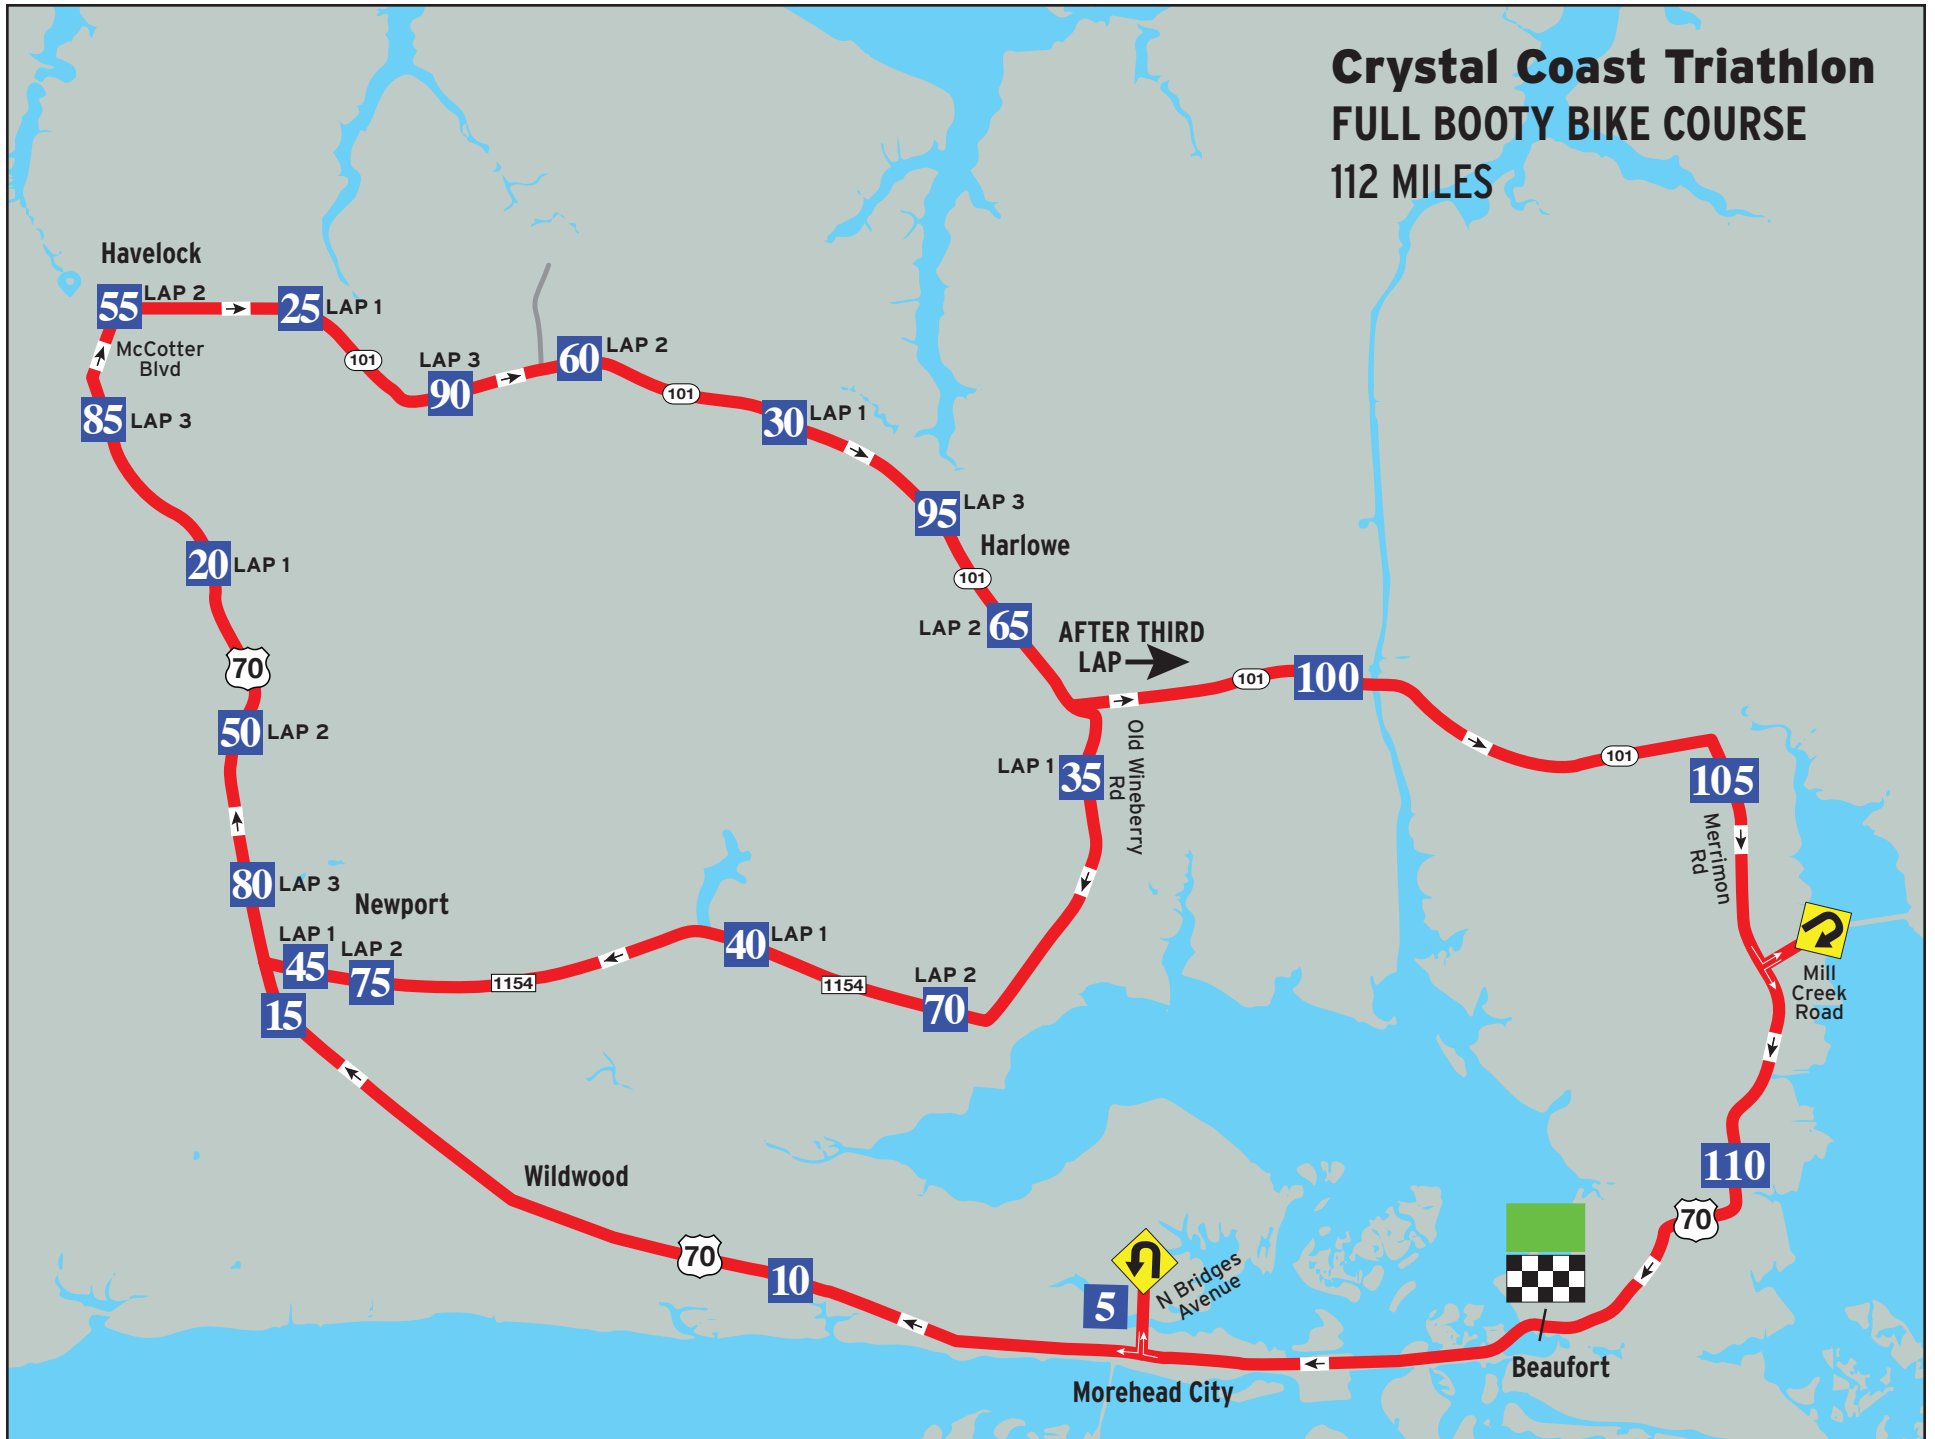 Crystal Coast Triathlon
FULL BOOTY BIKE COURSE
112 MILES
Havelock
55 LAP 2
25 LAP 1
McCotter
Blvd
101
LAP 3
90
60 LAP 2
101
85 LAP 3
30 LAP 1
95 LAP 3
Harlowe
101
20 LAP 1
LAP 2 65
AFTER THIRD
LAP
70
101
100
50 LAP 2
Old Wineberry
Rd
LAP 1 35
101
105
Merrimon
Rd
80 LAP 3
Newport
LAP 1
45
LAP 2
75
1154
40 LAP 1
1154
LAP 2
70
15
Mill
Creek
Road
Wildwood
110
70
70
10
5
N Bridges
Avenue
Beaufort
Morehead City